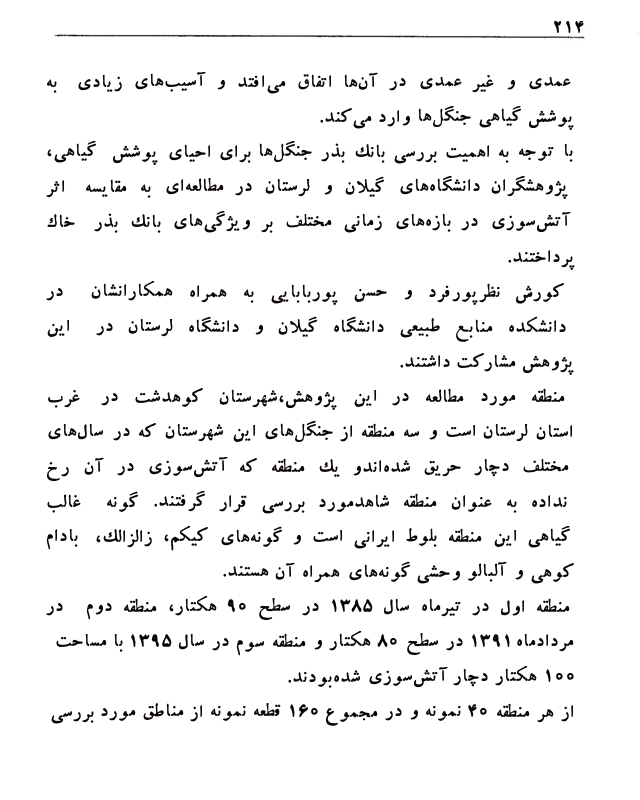 ۲۱۴
عمدی و غیر عمدی در آن‌ها اتفاق می‌افتد و آسیب‌های زیادی به
پوشش گیاهی جنگل‌ها وارد می‌کند.
با توجه به اهمیت بررسی بانك بذر جنگل‌ها برای احیای پوشش گیاهی،
پژوهشگران دانشگاه‌های گیلان و لرستان در مطالعه‌ای به مقایسه اثر
آتش‌سوزی در بازه‌های زمانی مختلف بر ویژگی‌های بانك بذر خاك
پرداختند.
کورش نظرپورفرد و حسن پوربابایی به همراه همکارانشان در
دانشکده منابع طبیعی دانشگاه گیلان و دانشگاه لرستان در این
پژوهش مشارکت داشتند.
منطقه مورد مطالعه در این پژوهش،شهرستان کوهدشت در غرب
استان لرستان است و سه منطقه از جنگل‌های این شهرستان که در سال‌های
مختلف دچار حریق شده‌اندو یك منطقه که آتش‌سوزی در آن رخ
نداده به عنوان منطقه شاهدمورد بررسی قرار گرفتند. گونه غالب
گیاهی این منطقه بلوط ایرانی است و گونه‌های کیکم، زالزالك، بادام
کوهی و آلبالو وحشی گونه‌های همراه آن هستند.
منطقه اول در تیرماه سال ۱۳۸۵ در سطح ۹۰ هکتار، منطقه دوم در
مردادماه ۱۳۹۱ در سطح ۸۰ هکتار و منطقه سوم در سال ۱۳۹۵ با مساحت
۱۰۰ هکتار دچار آتش‌سوزی شده‌بودند.
از هر منطقه ۴۰ نمونه و در مجموع ۱۶۰ قطعه نمونه از مناطق مورد بررسی